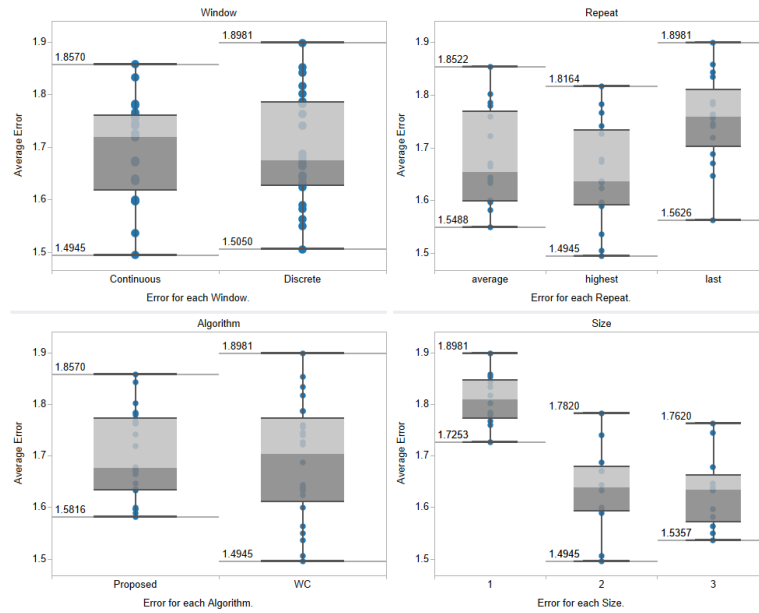 Window
Average Error
1.9
1.8
1.7
1.6
1.5
1.8570
1.4945
1.8981
1.5050
Continuous
Discrete
Error for each Window.
Repeat
Average Error
1.9
1.8
1.7
1.6
1.5
1.8522
1.5488
1.8164
1.4945
1.8981
1.5626
average
highest
last
Error for each Repeat.
Algorithm
Average Error
1.9
1.8
1.7
1.6
1.5
1.8570
1.5816
1.8981
1.4945
Proposed
WC
Error for each Algorithm.
Size
Average Error
1.9
1.8
1.7
1.6
1.5
1.8981
1.7253
1.7820
1.4945
1.7620
1.5357
1
2
3
Error for each Size.